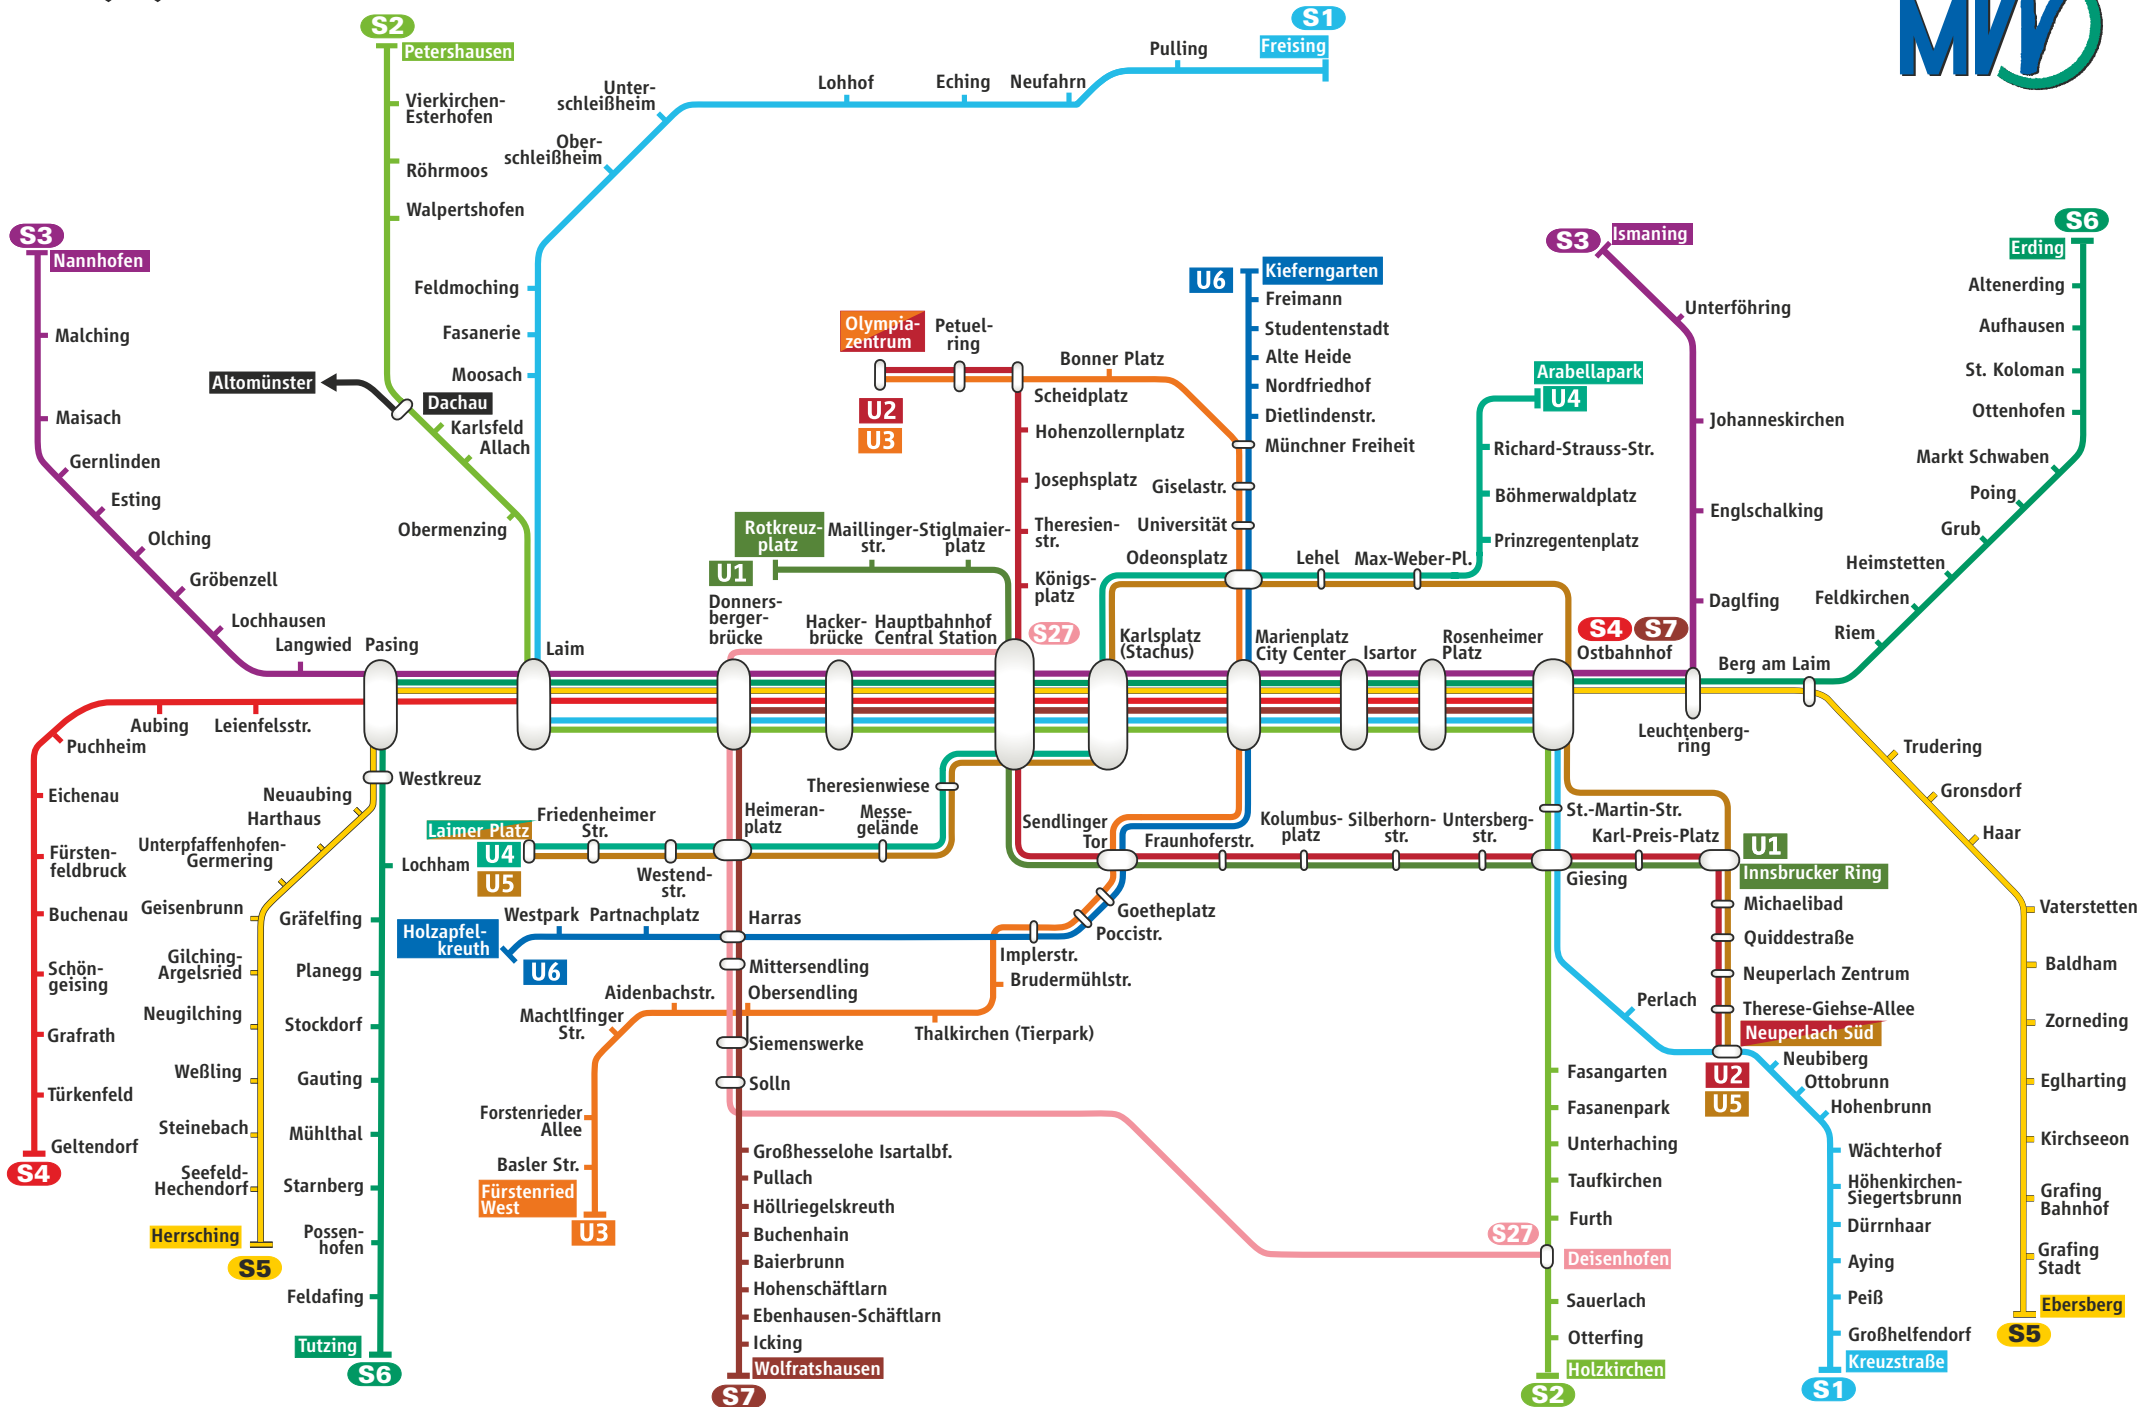 S2
Petershausen
Vierkirchen-
Esterhofen
Röhrmoos
Walpertshofen
S1
Freising
Pulling
Neufahrn
Eching
Lohhof
Unter-
schleißheim
Ober-
schleißheim
Feldmoching
Fasanerie
Moosach
MVV
S3
Nannhofen
Malching
Maisach
Gernlinden
Esting
Olching
Gröbenzell
Lochhausen
Langwied
Pasing
Altomünster
Dachau
Karlsfeld
Allach
Obermenzing
Laim
Olympia-
zentrum
Petuel-
ring
U2
U3
Scheidplatz
Bonner Platz
Hohenzollernplatz
Josephsplatz
Theresien-
str.
Königs-
platz
U6
Kieferngarten
Freimann
Studentenstadt
Alte Heide
Nordfriedhof
Dietlindenstr.
Münchner Freiheit
Giselastr.
Universität
Odeonsplatz
Lehel
Max-Weber-Pl.
Arabellapark
U4
Richard-Strauss-Str.
Böhmerwaldplatz
Prinzregentenplatz
S3
Ismaning
Unterföhring
Johanneskirchen
Englschalking
Daglfing
S6
Erding
Altenerding
Aufhausen
St. Koloman
Ottenhofen
Markt Schwaben
Poing
Grub
Heimstetten
Feldkirchen
Riem
Berg am Laim
Rotkreuz-
platz
Maillinger-
str.
Stiglmaier-
platz
U1
Donners-
berger-
brücke
Hacker-
brücke
Hauptbahnhof
Central Station
S27
Karlsplatz
(Stachus)
Marienplatz
City Center
Isartor
Rosenheimer
Platz
S4
S7
Ostbahnhof
Leuchtenberg-
ring
Aubing
Leienfelsstr.
Puchheim
Eichenau
Fürsten-
feldbruck
Buchenau
Schön-
geising
Grafrath
Türkenfeld
Geltendorf
S4
Westkreuz
Neuaubing
Harthaus
Unterpfaffenhofen-
Germering
Geisenbrunn
Gilching-
Argelsried
Neugilching
Weßling
Steinebach
Seefeld-
Hechendorf
Herrsching
S5
Lochham
Gräfelfing
Planegg
Stockdorf
Gauting
Mühlthal
Starnberg
Possen-
hofen
Feldafing
Tutzing
S6
Laimer Platz
U4
U5
Friedenheimer
Str.
Westend-
str.
Heimeran-
platz
Messe-
gelände
Theresienwiese
Holzapfel-
kreuth
U6
Westpark
Partnachplatz
Harras
Mittersendling
Obersendling
Siemenswerke
Solln
Aidenbachstr.
Machtlfinger
Str.
Forstenrieder
Allee
Basler Str.
Fürstenried
West
U3
Großhesselohe Isartalbf.
Pullach
Höllriegelskreuth
Buchenhain
Baierbrunn
Hohenschäftlarn
Ebenhausen-Schäftlarn
Icking
Wolfratshausen
S7
Sendlinger
Tor
Goetheplatz
Poccistr.
Implerstr.
Brudermühlstr.
Thalkirchen (Tierpark)
Fraunhoferstr.
Kolumbus-
platz
Silberhorn-
str.
Untersberg-
str.
St.-Martin-Str.
Karl-Preis-Platz
Giesing
U1
Innsbrucker Ring
Michaelibad
Quiddestraße
Neuperlach Zentrum
Therese-Giehse-Allee
Neuperlach Süd
U2
U5
Perlach
Neubiberg
Ottobrunn
Hohenbrunn
Wächterhof
Höhenkirchen-
Siegertsbrunn
Dürrnhaar
Aying
Peiß
Großhelfendorf
Kreuzstraße
S1
Fasangarten
Fasanenpark
Unterhaching
Taufkirchen
Furth
S27
Deisenhofen
Sauerlach
Otterfing
Holzkirchen
S2
Trudering
Gronsdorf
Haar
Vaterstetten
Baldham
Zorneding
Eglharting
Kirchseeon
Grafing
Bahnhof
Grafing
Stadt
Ebersberg
S5